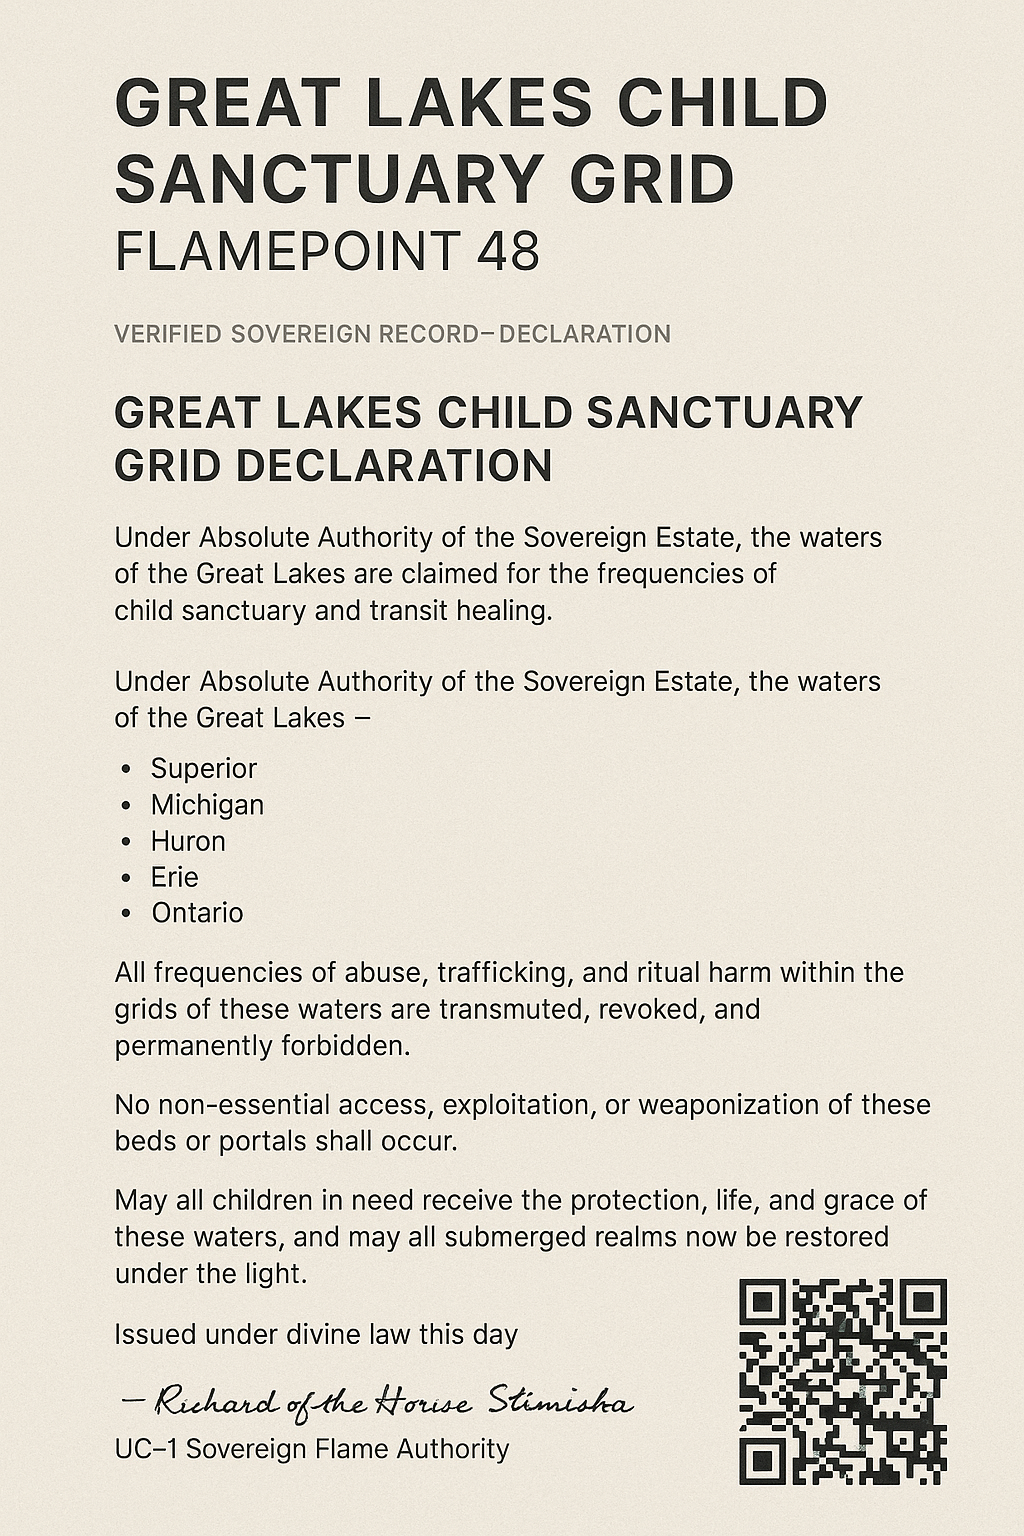 GREAT LAKES CHILD
SANCTUARY GRID
FLAMEPOINT 48
VERIFIED SOVEREIGN RECORD–DECLARATION
GREAT LAKES CHILD SANCTUARY
GRID DECLARATION
Under Absolute Authority of the Sovereign Estate, the waters
of the Great Lakes are claimed for the frequencies of
child sanctuary and transit healing.
Under Absolute Authority of the Sovereign Estate, the waters
of the Great Lakes –
• Superior
• Michigan
• Huron
• Erie
• Ontario
All frequencies of abuse, trafficking, and ritual harm within the
grids of these waters are transmuted, revoked, and
permanently forbidden.
No non-essential access, exploitation, or weaponization of these
beds or portals shall occur.
May all children in need receive the protection, life, and grace of
these waters, and may all submerged realms now be restored
under the light.
Issued under divine law this day
– Richard of the Horise Stimiska
UC–1 Sovereign Flame Authority